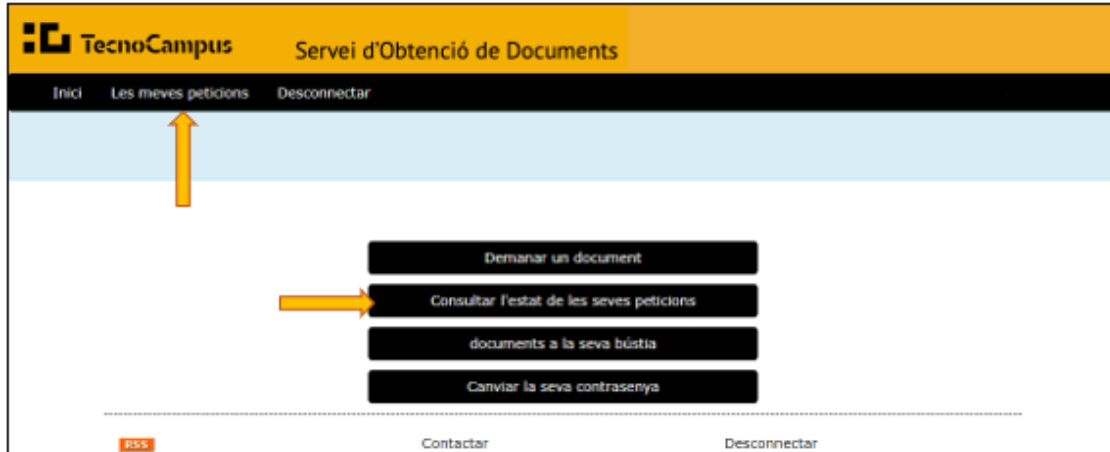 TecnoCampus Servei d'Obtenció de Documents
Inici Les meves peticions Desconnectar
Demanar un document
Consultar l'estat de les seves peticions
documents a la seva bústia
Canviar la seva contrasenya
RSS Contactar Desconnectar